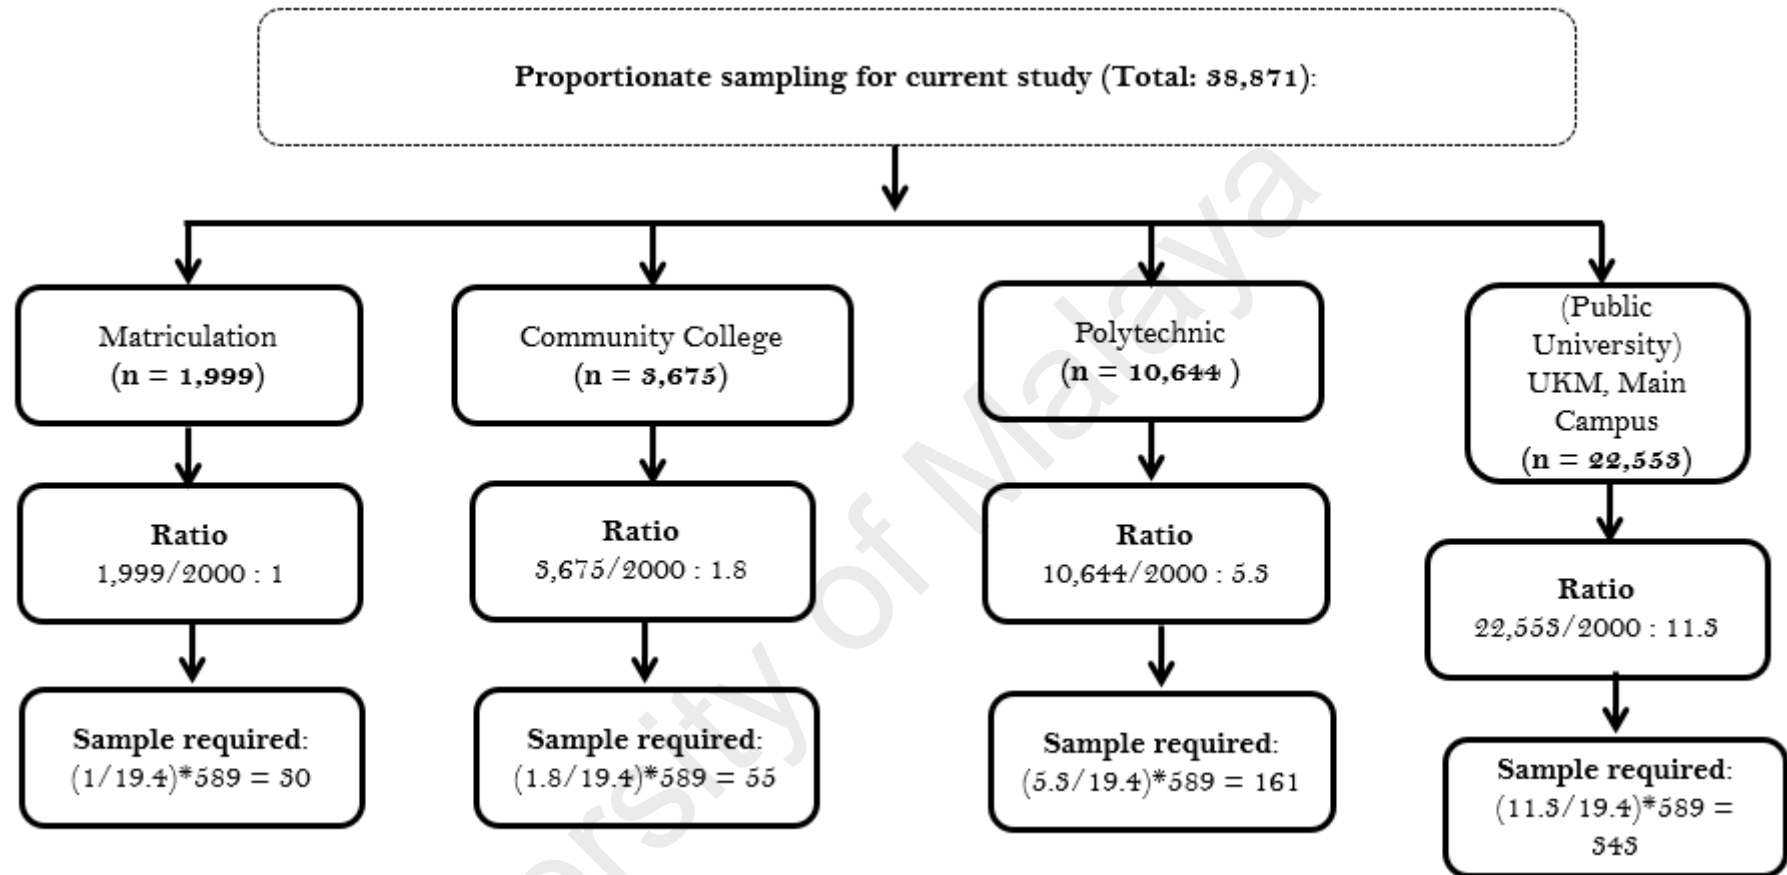 Proportionate sampling for current study (Total: 38,871):
Matriculation
(n = 1,999)
Community College
(n = 3,675)
Polytechnic
(n = 10,644 )
(Public
University)
UKM, Main
Campus
(n = 22,553)
Ratio
1,999/2000 : 1
Ratio
3,675/2000 : 1.8
Ratio
10,644/2000 : 5.3
Ratio
22,553/2000 : 11.3
Sample required:
(1/19.4)*589 = 30
Sample required:
(1.8/19.4)*589 = 55
Sample required:
(5.3/19.4)*589 = 161
Sample required:
(11.3/19.4)*589 =
343
ersity of Malaya